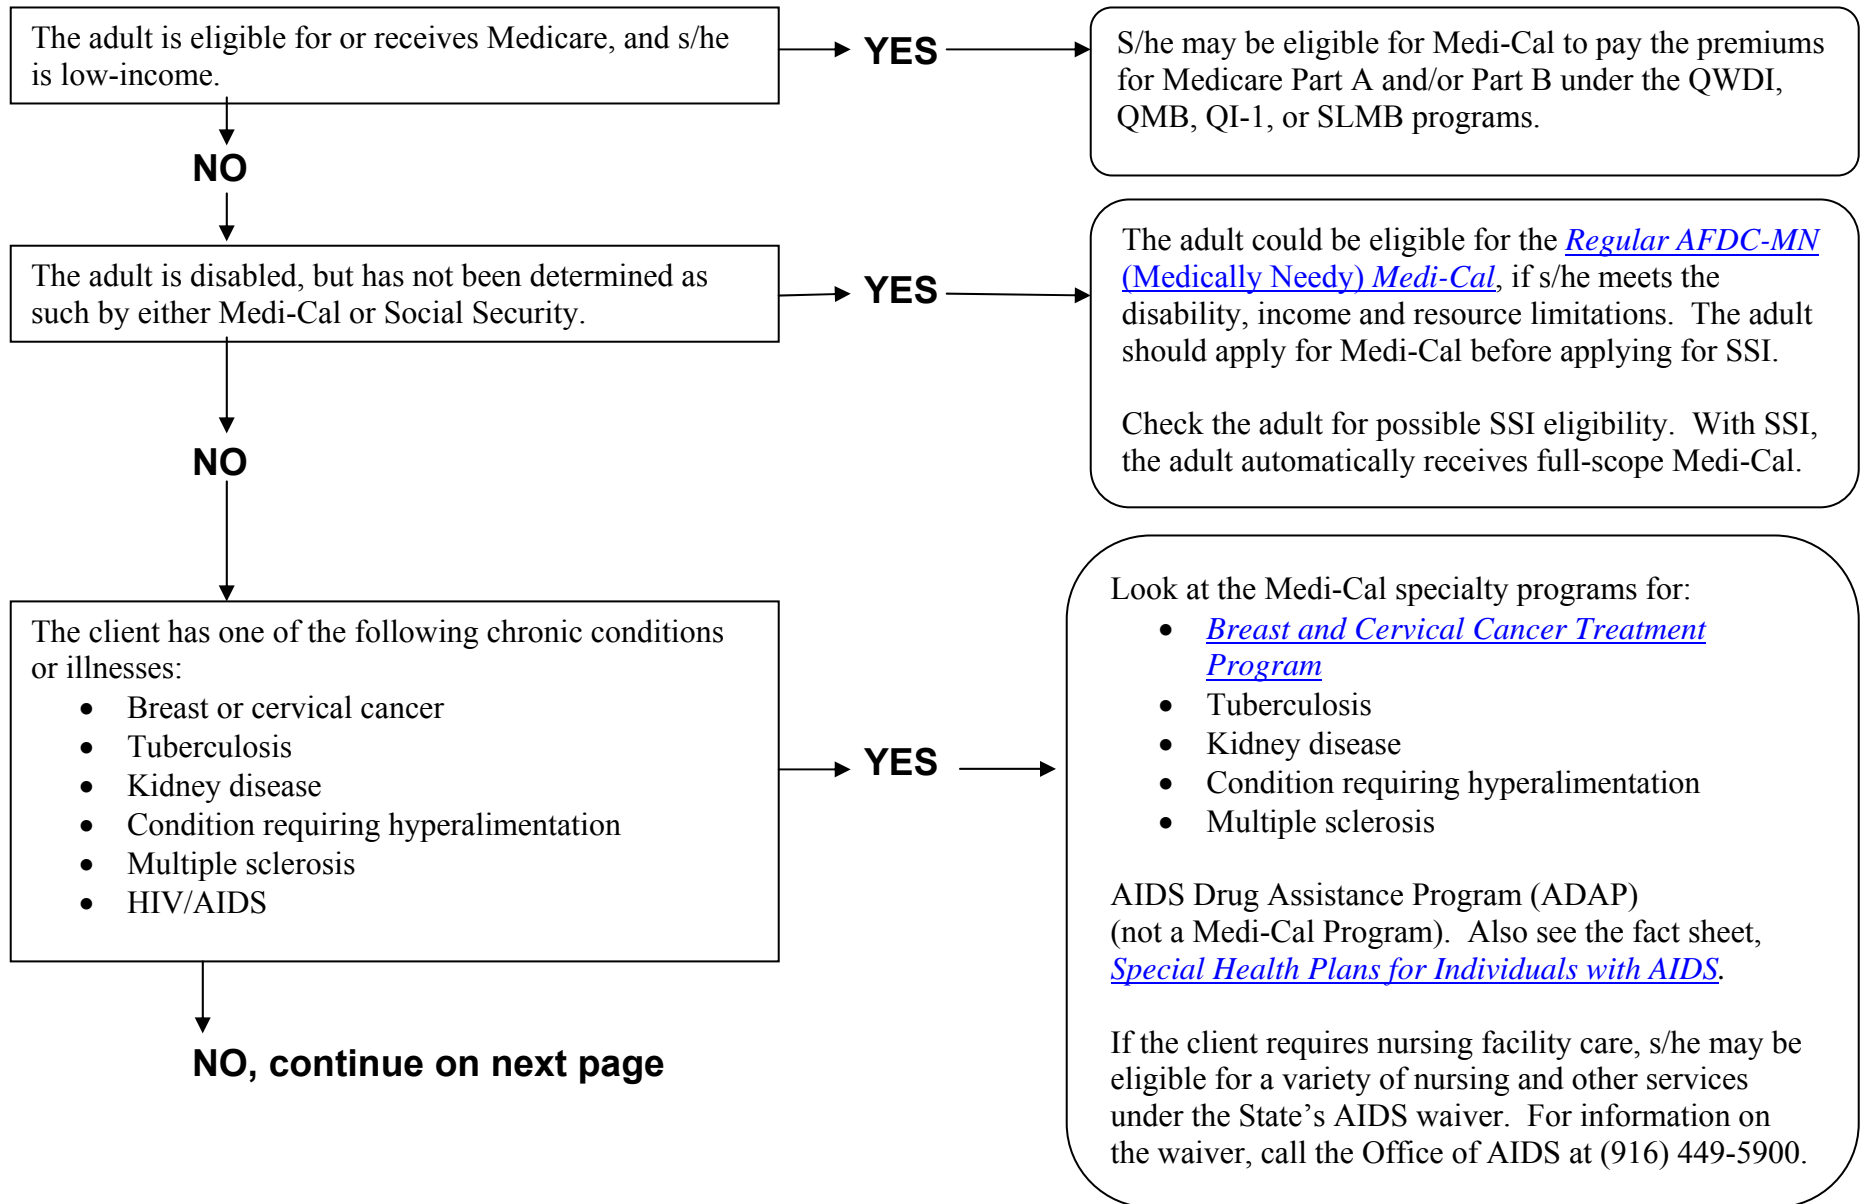 The adult is eligible for or receives Medicare, and s/he
is low-income.
YES
S/he may be eligible for Medi-Cal to pay the premiums
for Medicare Part A and/or Part B under the QWDI,
QMB, QI-1, or SLMB programs.
NO
The adult is disabled, but has not been determined as
such by either Medi-Cal or Social Security.
YES
The adult could be eligible for the Regular AFDC-MN
(Medically Needy) Medi-Cal, if s/he meets the
disability, income and resource limitations.  The adult
should apply for Medi-Cal before applying for SSI.
Check the adult for possible SSI eligibility.  With SSI,
the adult automatically receives full-scope Medi-Cal.
NO
The client has one of the following chronic conditions
or illnesses:
• Breast or cervical cancer
• Tuberculosis
• Kidney disease
• Condition requiring hyperalimentation
• Multiple sclerosis
• HIV/AIDS
YES
Look at the Medi-Cal specialty programs for:
• Breast and Cervical Cancer Treatment
Program
• Tuberculosis
• Kidney disease
• Condition requiring hyperalimentation
• Multiple sclerosis
AIDS Drug Assistance Program (ADAP)
(not a Medi-Cal Program).  Also see the fact sheet,
Special Health Plans for Individuals with AIDS.
If the client requires nursing facility care, s/he may be
eligible for a variety of nursing and other services
under the State’s AIDS waiver.  For information on
the waiver, call the Office of AIDS at (916) 449-5900.
NO, continue on next page